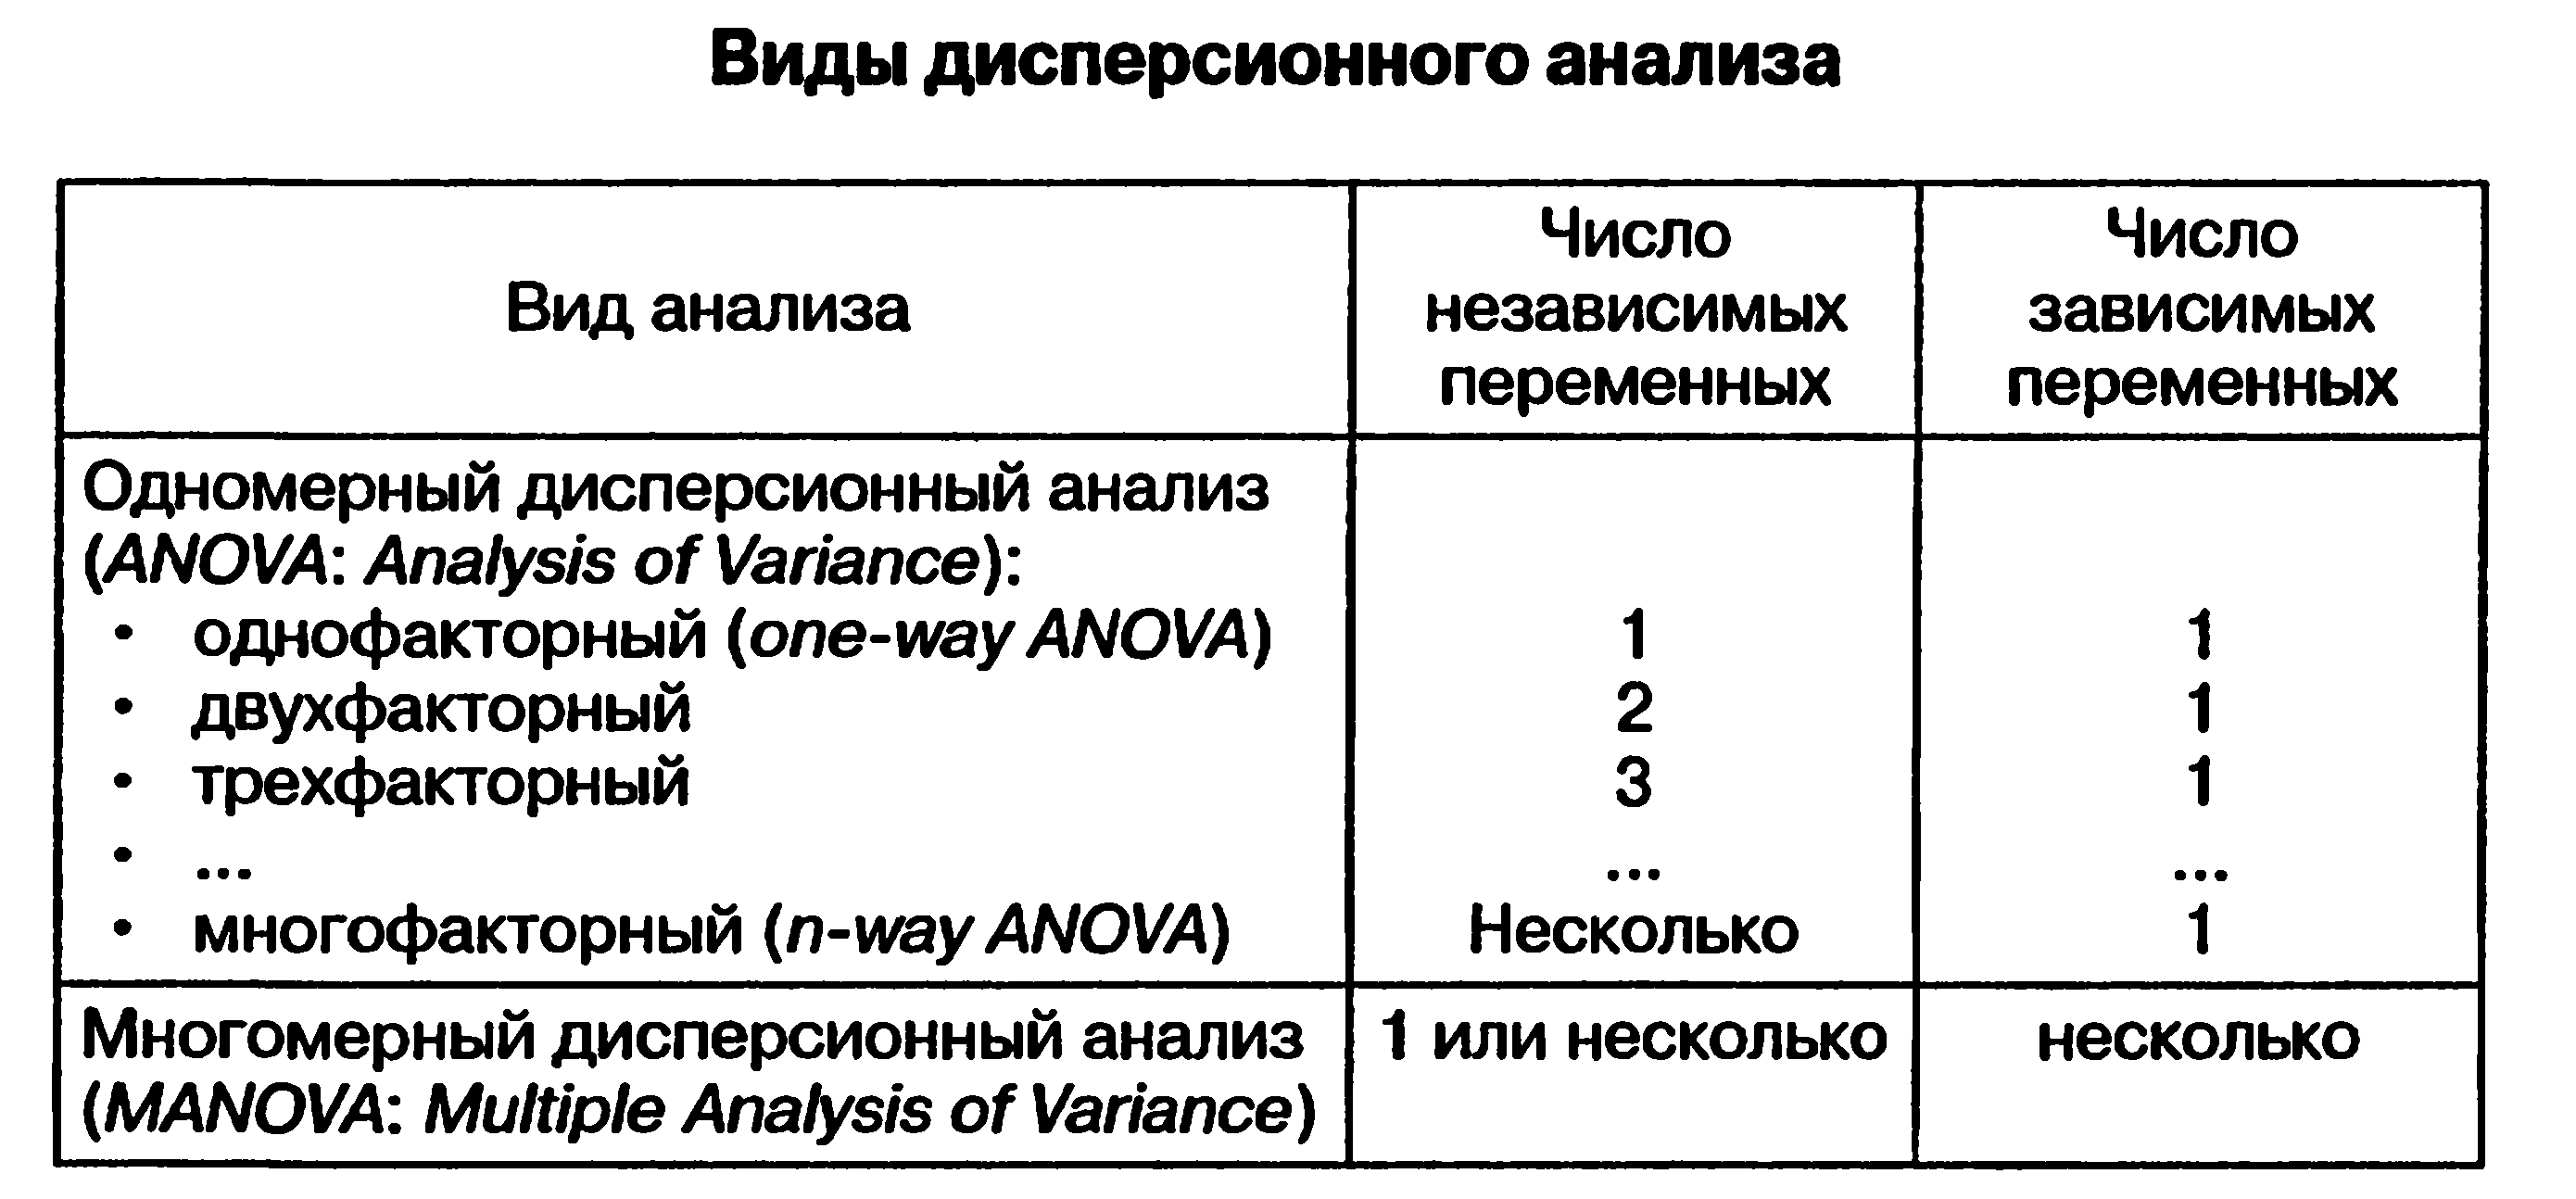 Виды дисперсионного анализа
Вид анализа
Число
независимых
переменных
Число
зависимых
переменных
Одномерный дисперсионный анализ
(ANOVA: Analysis of Variance):
• однофакторный (one-way ANOVA) 1 1
• двухфакторный 2 1
• трехфакторный 3 1
• ... ... ...
• многофакторный (n-way ANOVA) Несколько 1
Многомерный дисперсионный анализ 1 или несколько несколько
(MANOVA: Multiple Analysis of Variance)